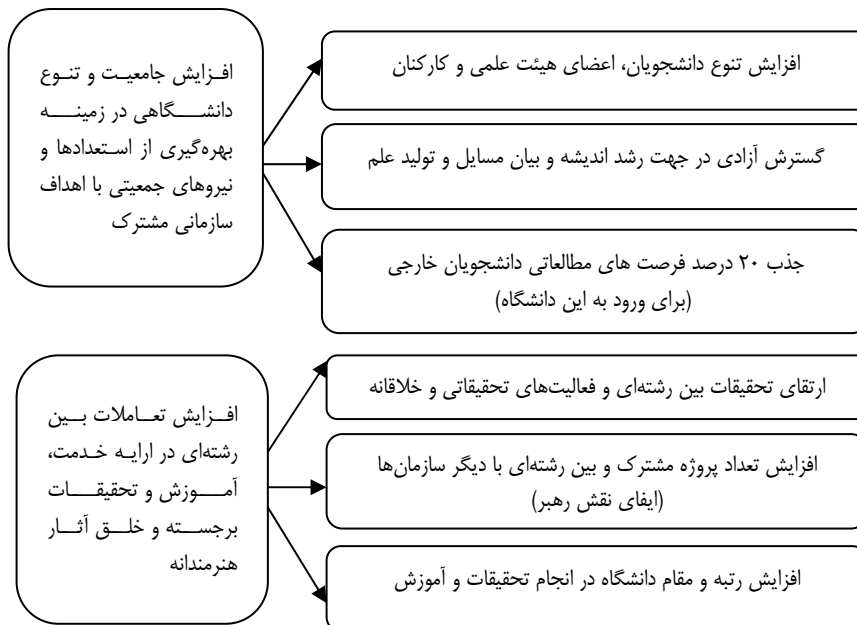 افزایش جامعیت و تنوع
دانشگاهی در زمینه
بهره‌گیری از استعدادها و
نیروهای جمعیتی با اهداف
سازمانی مشترک
افزایش تنوع دانشجویان، اعضای هیئت علمی و کارکنان
گسترش آزادی در جهت رشد اندیشه و بیان مسایل و تولید علم
جذب ۲۰ درصد فرصت های مطالعاتی دانشجویان خارجی
(برای ورود به این دانشگاه)
افزایش تعاملات بین
رشته‌ای در ارایه خدمت،
آموزش و تحقیقات
برجسته و خلق آثار
هنرمندانه
ارتقای تحقیقات بین رشته‌ای و فعالیت‌های تحقیقاتی و خلاقانه
افزایش تعداد پروژه مشترک و بین رشته‌ای با دیگر سازمان‌ها
(ایفای نقش رهبر)
افزایش رتبه و مقام دانشگاه در انجام تحقیقات و آموزش